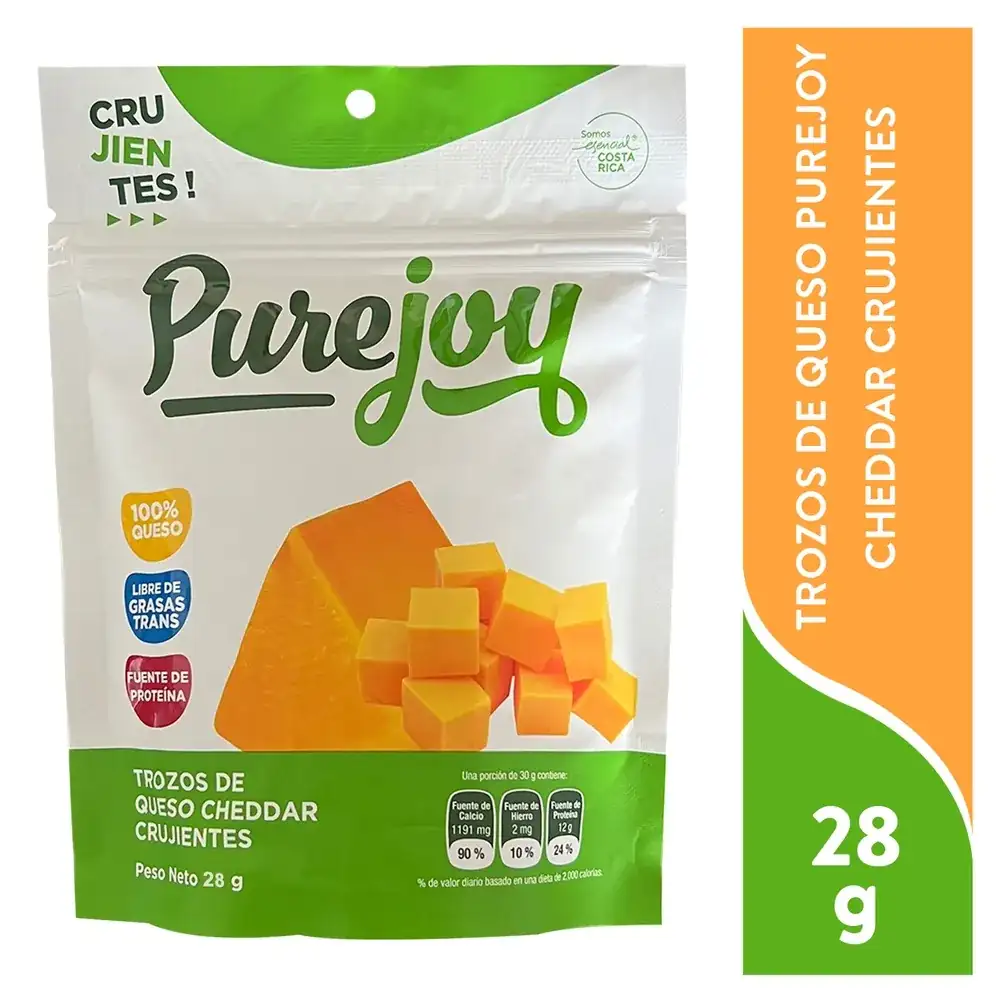 CRU
JIEN
TES!
Somos
esencial®
COSTA
RICA
Purejoy
100%
QUESO
LIBRE DE
GRASAS
TRANS
FUENTE DE
PROTEÍNA
TROZOS DE
QUESO CHEDDAR
CRUJIENTES
Peso Neto 28 g
Una porción de 30 g contiene:
Fuente de Calcio 1191 mg 90 %
Fuente de Hierro 2 mg 10 %
Fuente de Proteína 12 g 24 %
% de valor diario basado en una dieta de 2,000 calorías.
TROZOS DE QUESO PUREJOY
CHEDDAR CRUJIENTES
28
g